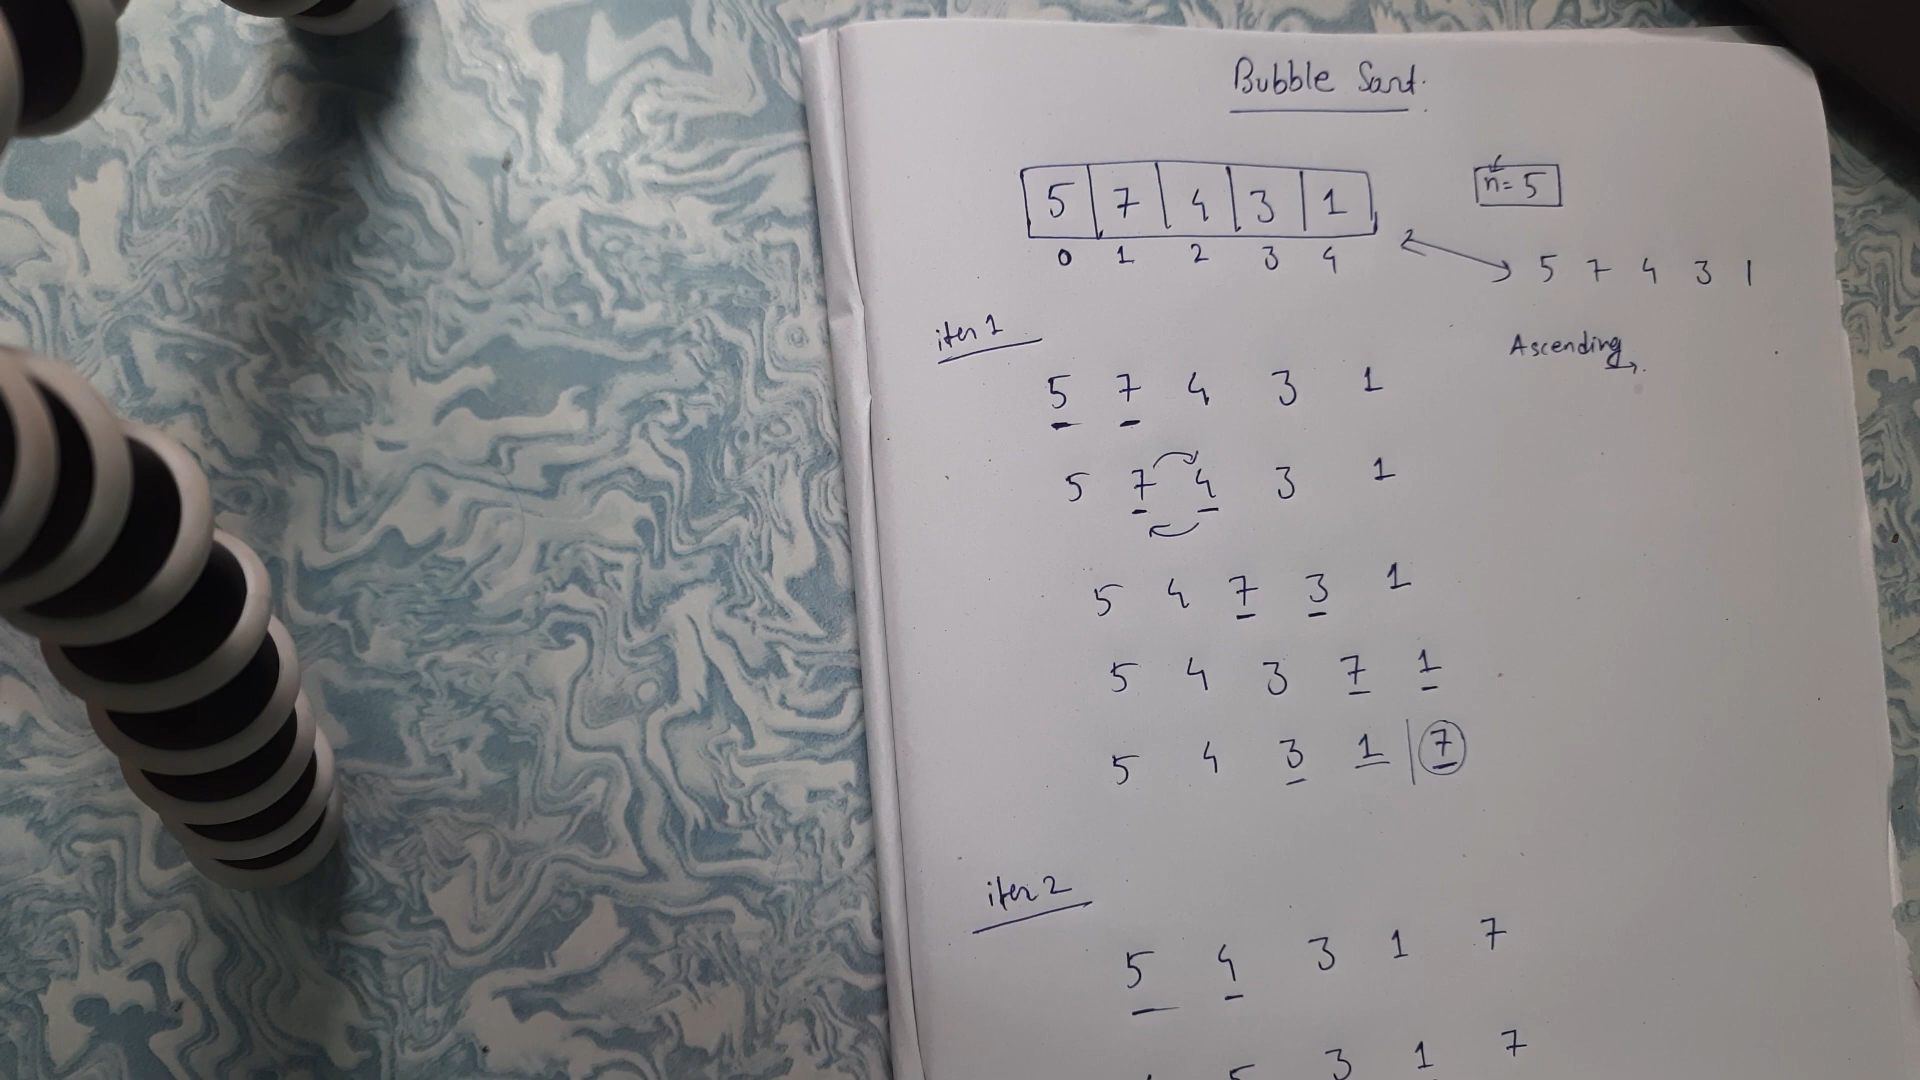 Bubble Sort.
5 7 4 3 1
n= 5
0 1 2 3 4
5 7 4 3 1
iter 1
Ascending
5 7 4 3 1
5 7 4 3 1
5 4 7 3 1
5 4 3 7 1
5 4 3 1 7
iter 2
5 4 3 1 7
5 3 1 7